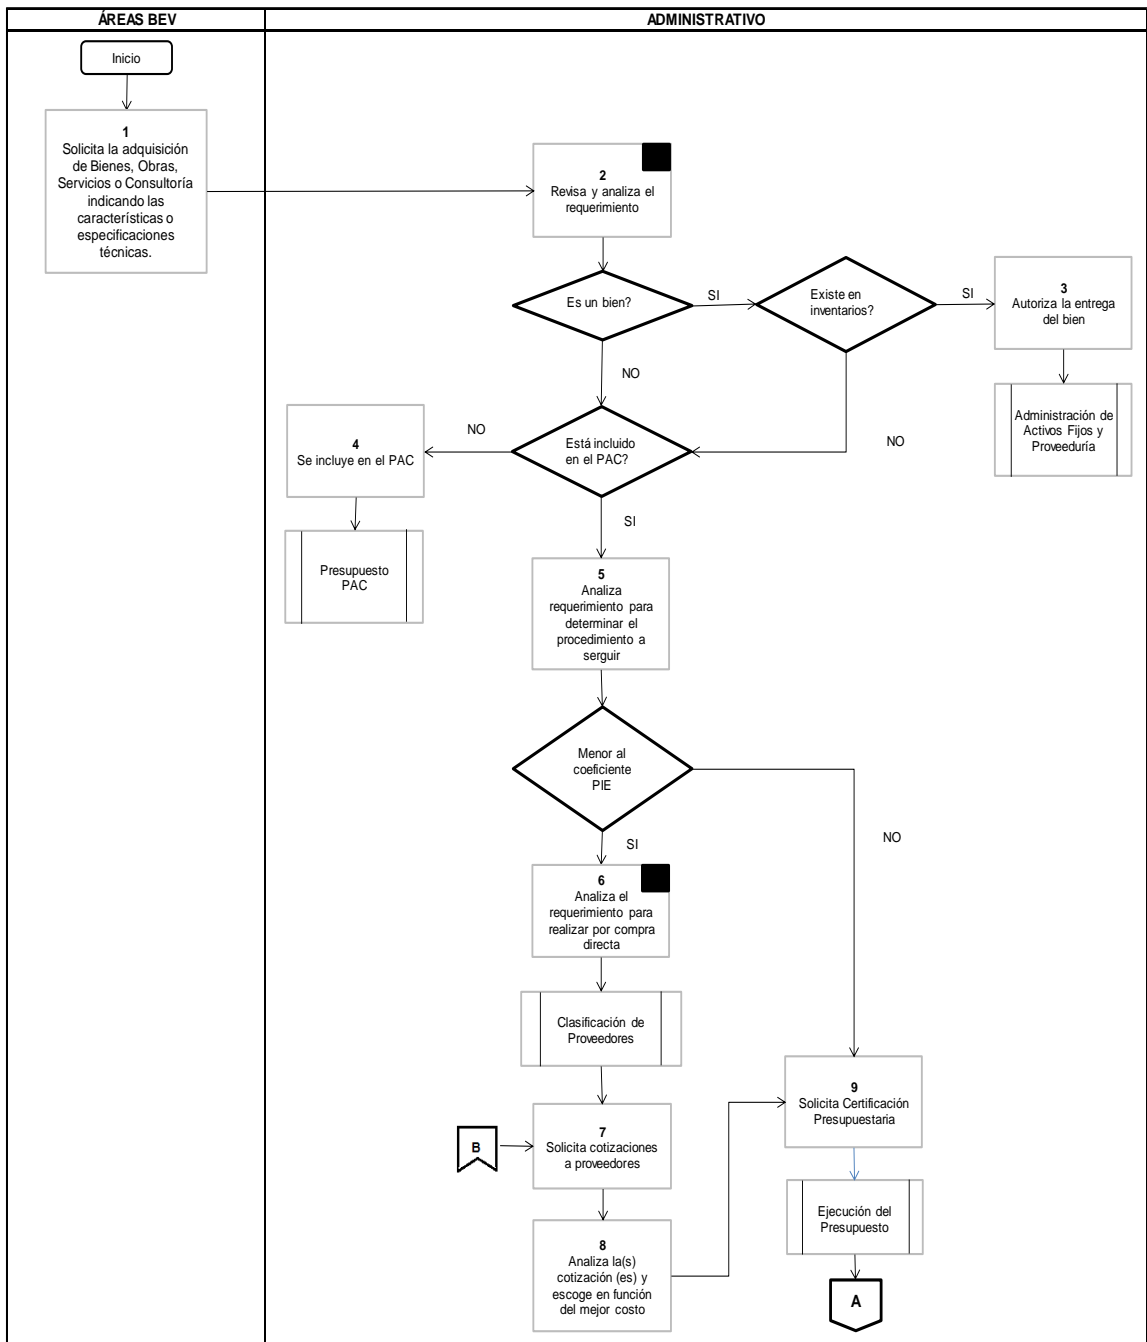 ÁREAS BEV
ADMINISTRATIVO
Inicio
1
Solicita la adquisición
de Bienes, Obras,
Servicios o Consultoría
indicando las
características o
especificaciones
técnicas.
2
Revisa y analiza el
requerimiento
Es un bien?
SI
Existe en
inventarios?
SI
3
Autoriza la entrega
del bien
NO
NO
Administración de
Activos Fijos y
Proveeduría
4
Se incluye en el PAC
NO
Está incluido
en el PAC?
SI
Presupuesto
PAC
5
Analiza
requerimiento para
determinar el
procedimiento a
serguir
Menor al
coeficiente
PIE
NO
SI
6
Analiza el
requerimiento para
realizar por compra
directa
Clasificación de
Proveedores
B
7
Solicita cotizaciones
a proveedores
9
Solicita Certificación
Presupuestaria
8
Analiza la(s)
cotización (es) y
escoge en función
del mejor costo
Ejecución del
Presupuesto
A